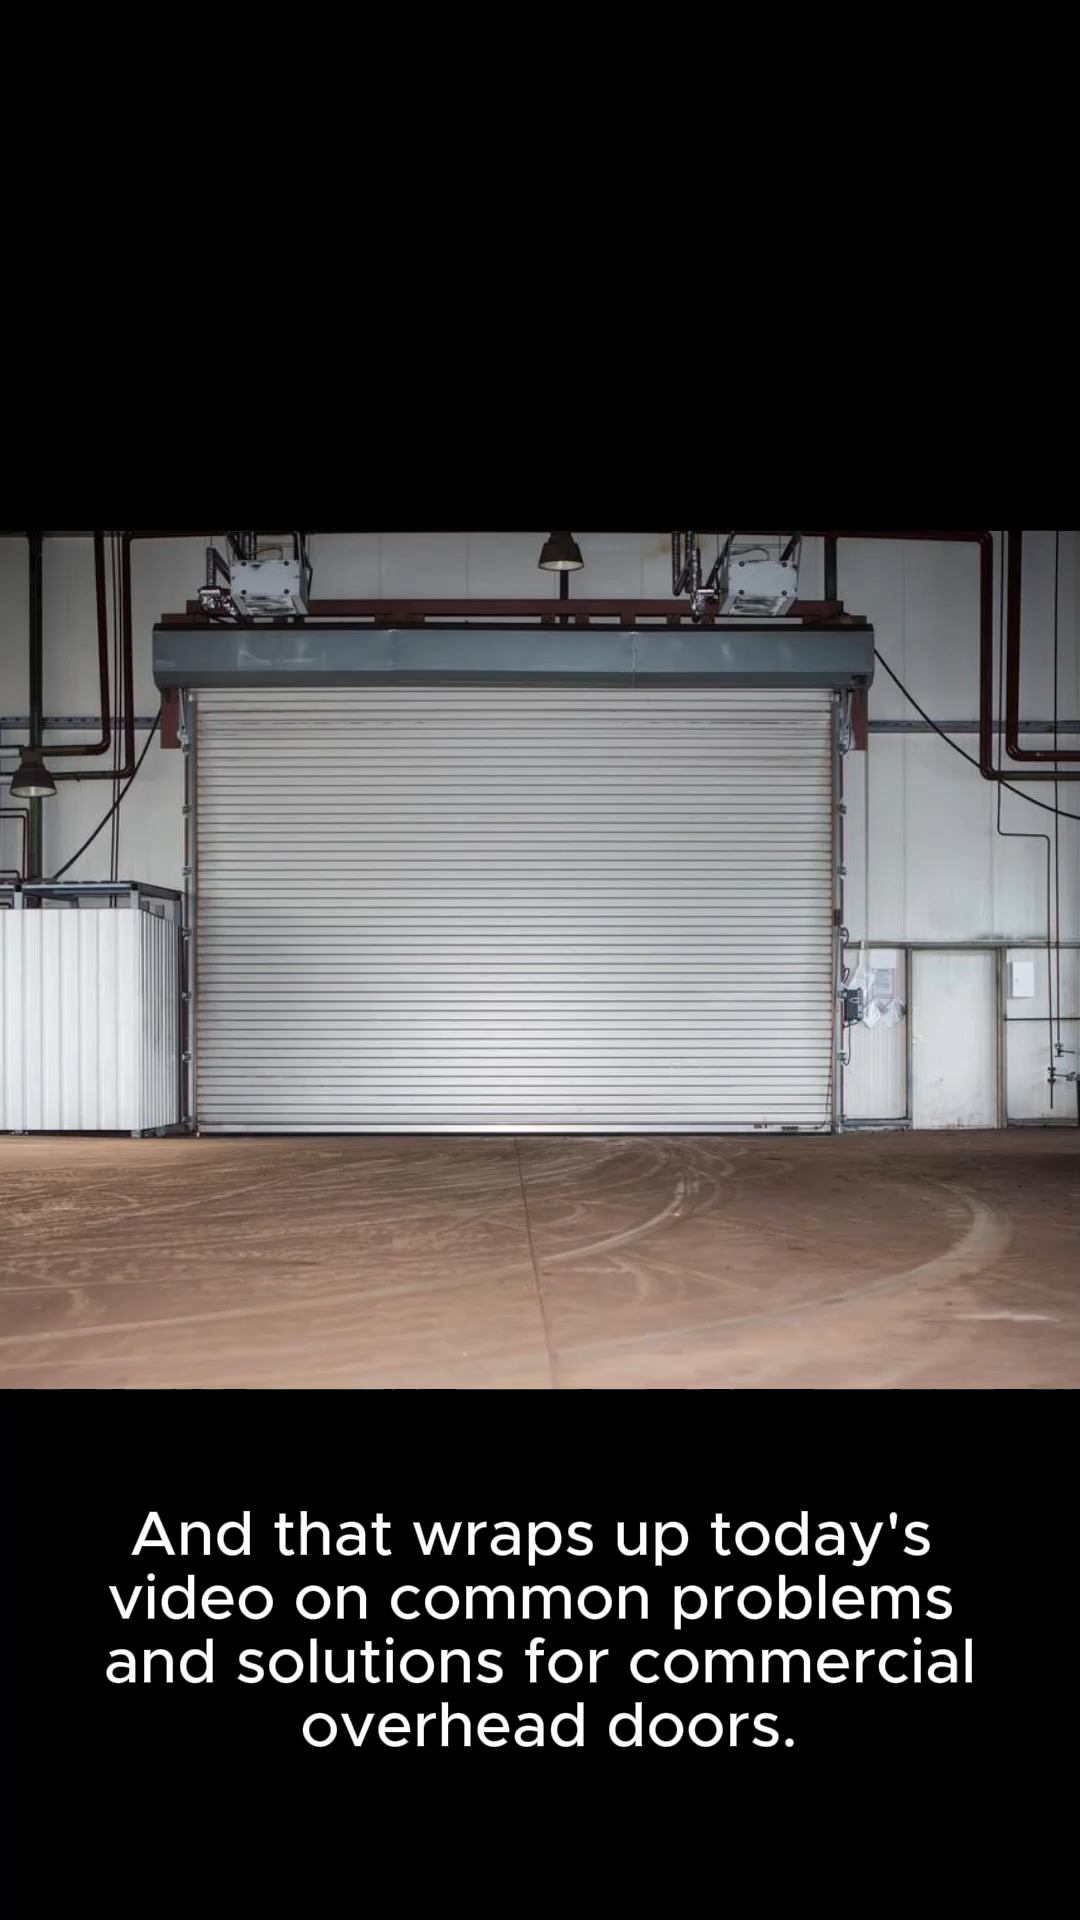 And that wraps up today's
video on common problems
and solutions for commercial
overhead doors.